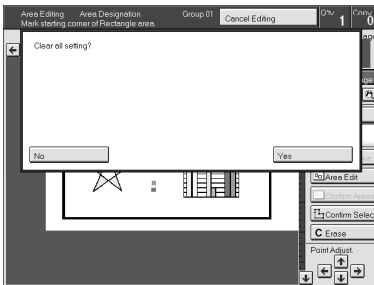 Area Editing Area Designation Group 01 Cancel Editing Q'ty 1 Copy 0
Mark starting corner of Rectangle area.
Clear all setting?
No Yes
Area Edit
Confirm Area
Confirm Selec
C Erase
Point Adjust.